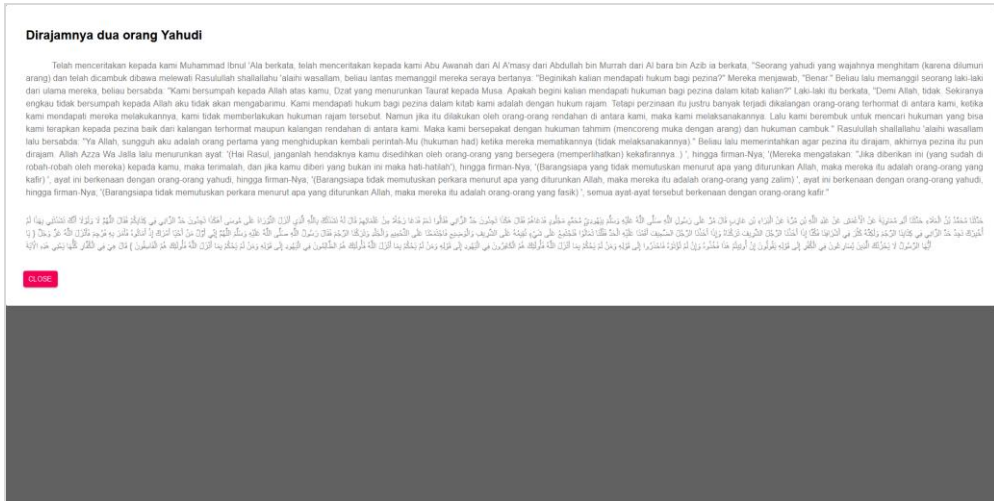 Dirajamnya dua orang Yahudi
Telah menceritakan kepada kami Muhammad Ibnul 'Ala berkata, telah menceritakan kepada kami Abu Awanah dari Al A'masy dari Abdullah bin Murrah dari Al bara bin Azib ia berkata, "Seorang yahudi yang wajahnya menghitam (karena dilumuri
arang) dan telah dicambuk dibawa melewati Rasulullah shallallahu 'alaihi wasallam, beliau lantas memanggil mereka seraya bertanya: "Beginikah kalian mendapati hukum bagi pezina?" Mereka menjawab, "Benar." Beliau lalu memanggil seorang laki-laki
dari ulama mereka, beliau bersabda: "Kami bersumpah kepada Allah atas kamu, Dzat yang menurunkan Taurat kepada Musa. Apakah begini kalian mendapati hukuman bagi pezina dalam kitab kalian?" Laki-laki itu berkata, "Demi Allah, tidak. Sekiranya
engkau tidak bersumpah kepada Allah aku tidak akan mengabarimu. Kami mendapati hukum bagi pezina dalam kitab kami adalah dengan hukum rajam. Tetapi perzinaan itu justru banyak terjadi dikalangan orang-orang terhormat di antara kami, ketika
kami mendapati mereka melakukannya, kami tidak memberlakukan hukuman rajam tersebut. Namun jika itu dilakukan oleh orang-orang rendahan di antara kami, maka kami melaksanakannya. Lalu kami berembuk untuk mencari hukuman yang bisa
kami terapkan kepada pezina baik dari kalangan terhormat maupun kalangan rendahan di antara kami. Maka kami bersepakat dengan hukuman tahmim (mencoreng muka dengan arang) dan hukuman cambuk." Rasulullah shallallahu 'alaihi wasallam
lalu bersabda: "Ya Allah, sungguh aku adalah orang pertama yang menghidupkan kembali perintah-Mu (hukuman had) ketika mereka mematikannya (tidak melaksanakannya)." Beliau lalu memerintahkan agar pezina itu dirajam, akhirnya pezina itu pun
dirajam. Allah Azza Wa Jalla lalu menurunkan ayat: '(Hai Rasul, janganlah hendaknya kamu disedihkan oleh orang-orang yang bersegera (memperlihatkan) kekafirannya. ) ', hingga firman-Nya; '(Mereka mengatakan: "Jika diberikan ini (yang sudah di
robah-robah oleh mereka) kepada kamu, maka terimalah, dan jika kamu diberi yang bukan ini maka hati-hatilah'), hingga firman-Nya, '(Barangsiapa yang tidak memutuskan menurut apa yang diturunkan Allah, maka mereka itu adalah orang-orang yang
kafir) ', ayat ini berkenaan dengan orang-orang yahudi, hingga firman-Nya, '(Barangsiapa tidak memutuskan perkara menurut apa yang diturunkan Allah, maka mereka itu adalah orang-orang yang zalim) ', ayat ini berkenaan dengan orang-orang yahudi,
hingga firman-Nya, '(Barangsiapa tidak memutuskan perkara menurut apa yang diturunkan Allah, maka mereka itu adalah orang-orang yang fasik) ', semua ayat-ayat tersebut berkenaan dengan orang-orang kafir."
CLOSE